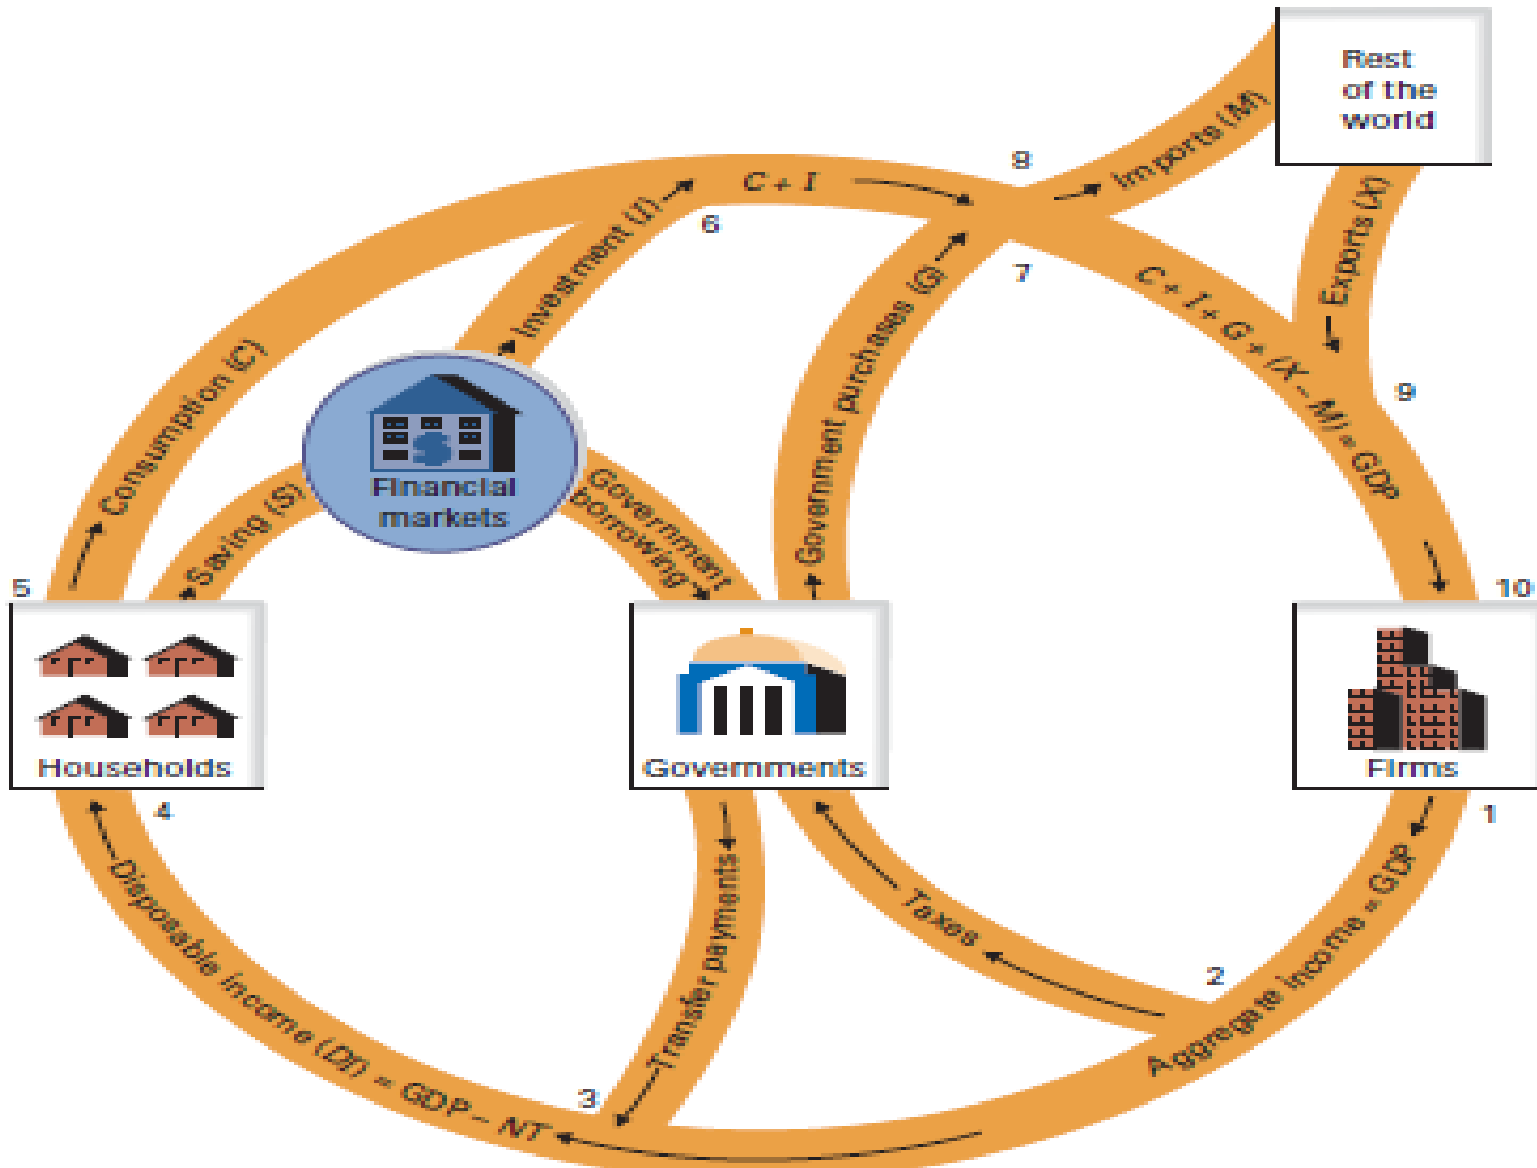 Rest
of the
world
Imports (M)
8
C + I
Exports (X)
Investment (I)
6
Government purchases (G)
7
C + I + G + (X – M) = GDP
9
Consumption (C)
$
Financial
markets
Saving (S)
Government
borrowing
5
10
Households
Governments
Firms
4
1
Disposable income (DI) = GDP – NT
Transfer payments
Taxes
2
Aggregate income = GDP
3